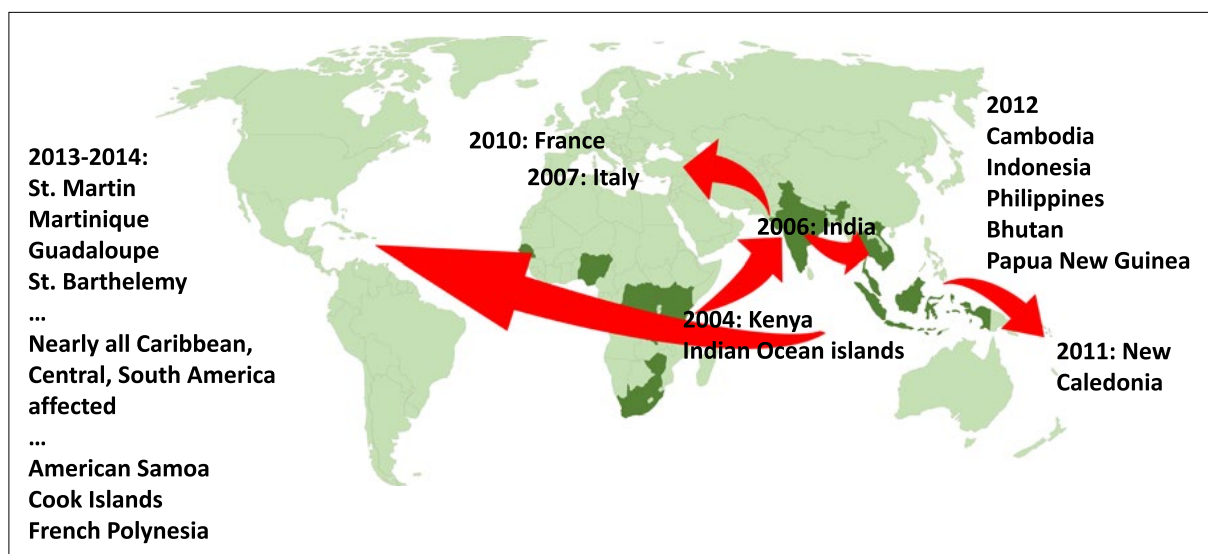 2013-2014:
St. Martin
Martinique
Guadaloupe
St. Barthelemy
...
Nearly all Caribbean,
Central, South America
affected
...
American Samoa
Cook Islands
French Polynesia
2010: France
2007: Italy
2006: India
2004: Kenya
Indian Ocean islands
2012
Cambodia
Indonesia
Philippines
Bhutan
Papua New Guinea
2011: New
Caledonia